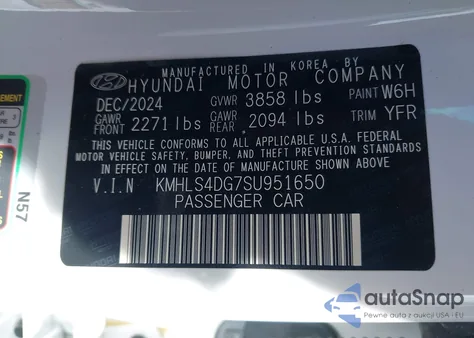 MANUFACTURED IN KOREA BY
HYUNDAI MOTOR COMPANY
DEC/2024 GVWR 3858 lbs PAINT W6H
GAWR FRONT 2271 lbs GAWR REAR 2094 lbs TRIM YFR
THIS VEHICLE CONFORMS TO ALL APPLICABLE U.S.A. FEDERAL
MOTOR VEHICLE SAFETY, BUMPER, AND THEFT PREVENTION STANDARDS
IN EFFECT ON THE DATE OF MANUFACTURE SHOWN ABOVE.
V.I.N KMHLS4DG7SU951650
PASSENGER CAR
N57
autoSnap
Pewne auta z aukcji USA - EU